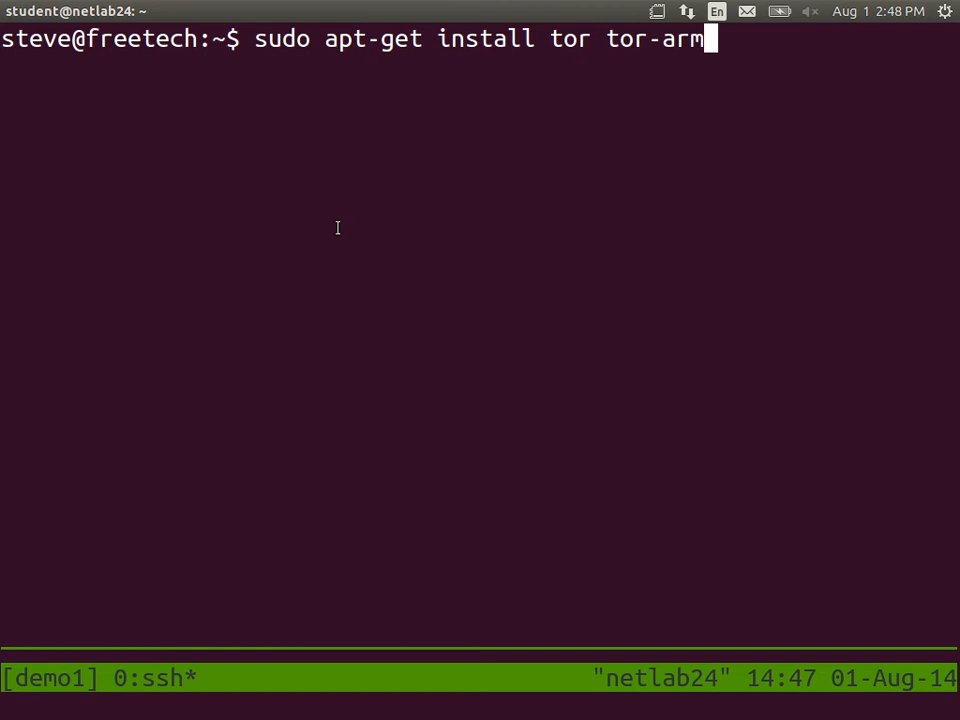 student@netlab24: ~ En Aug 1 2:48 PM
steve@freetech:~$ sudo apt-get install tor tor-arm
[demo1] 0:ssh* "netlab24" 14:47 01-Aug-14